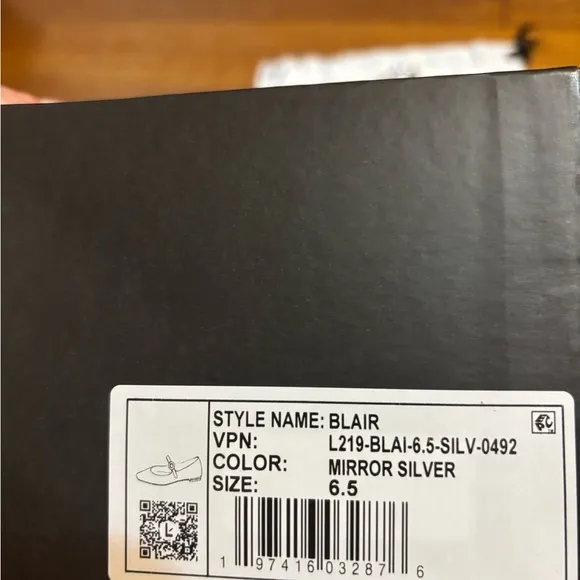 STYLE NAME: BLAIR
VPN: L219-BLAI-6.5-SILV-0492
COLOR: MIRROR SILVER
SIZE: 6.5
L
1 97416 03287 6